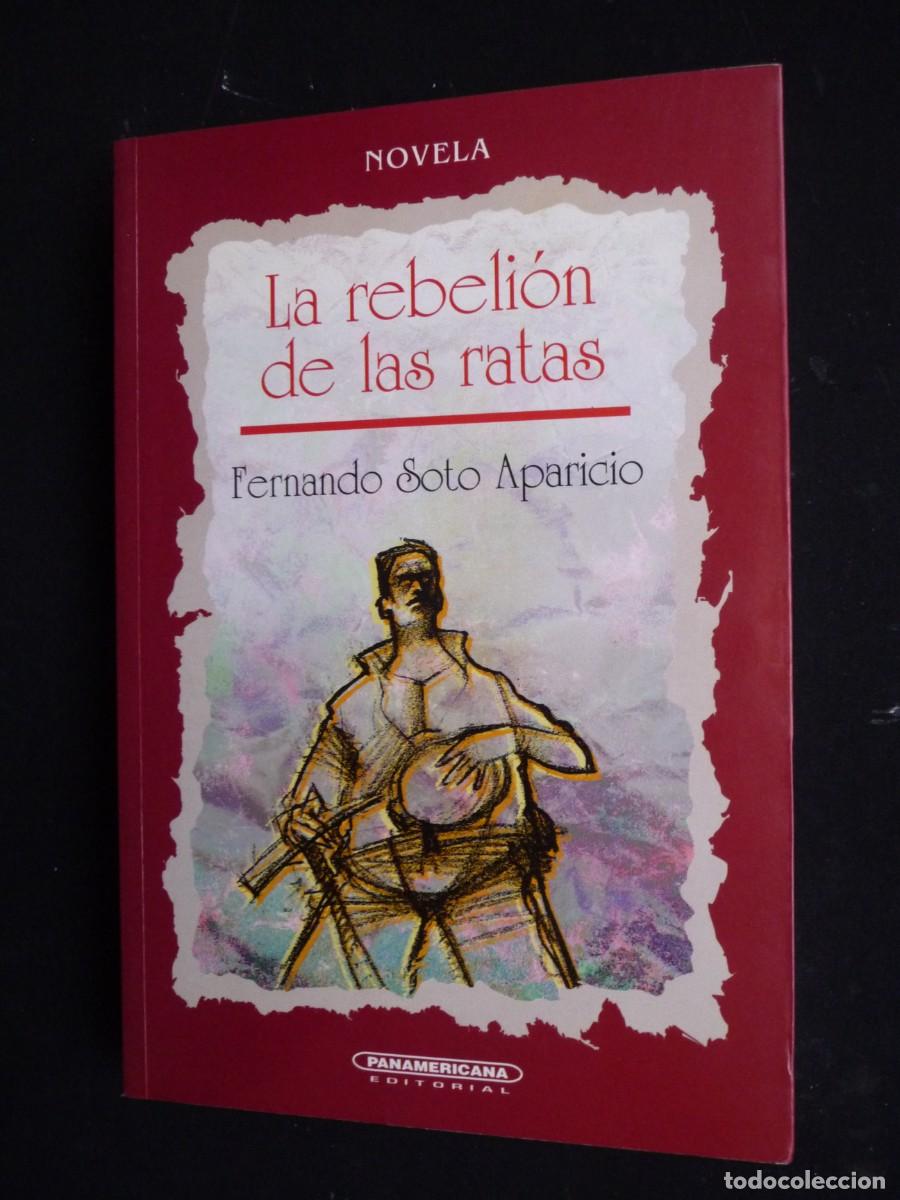 NOVELA
La rebelión
de las ratas
Fernando Soto Aparicio
PANAMERICANA
EDITORIAL
todocoleccion